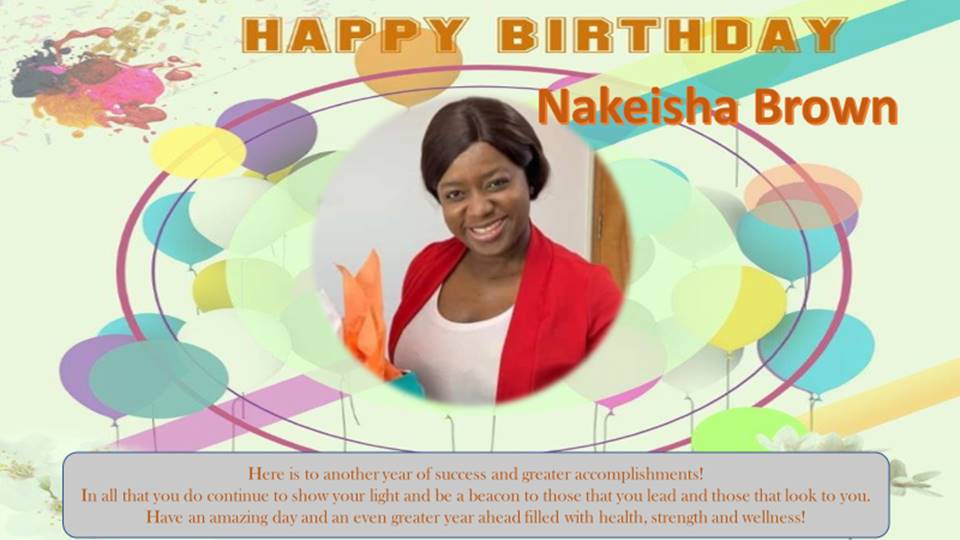 HAPPY BIRTHDAY
Nakeisha Brown
Here is to another year of success and greater accomplishments!
In all that you do continue to show your light and be a beacon to those that you lead and those that look to you.
Have an amazing day and an even greater year ahead filled with health, strength and wellness!